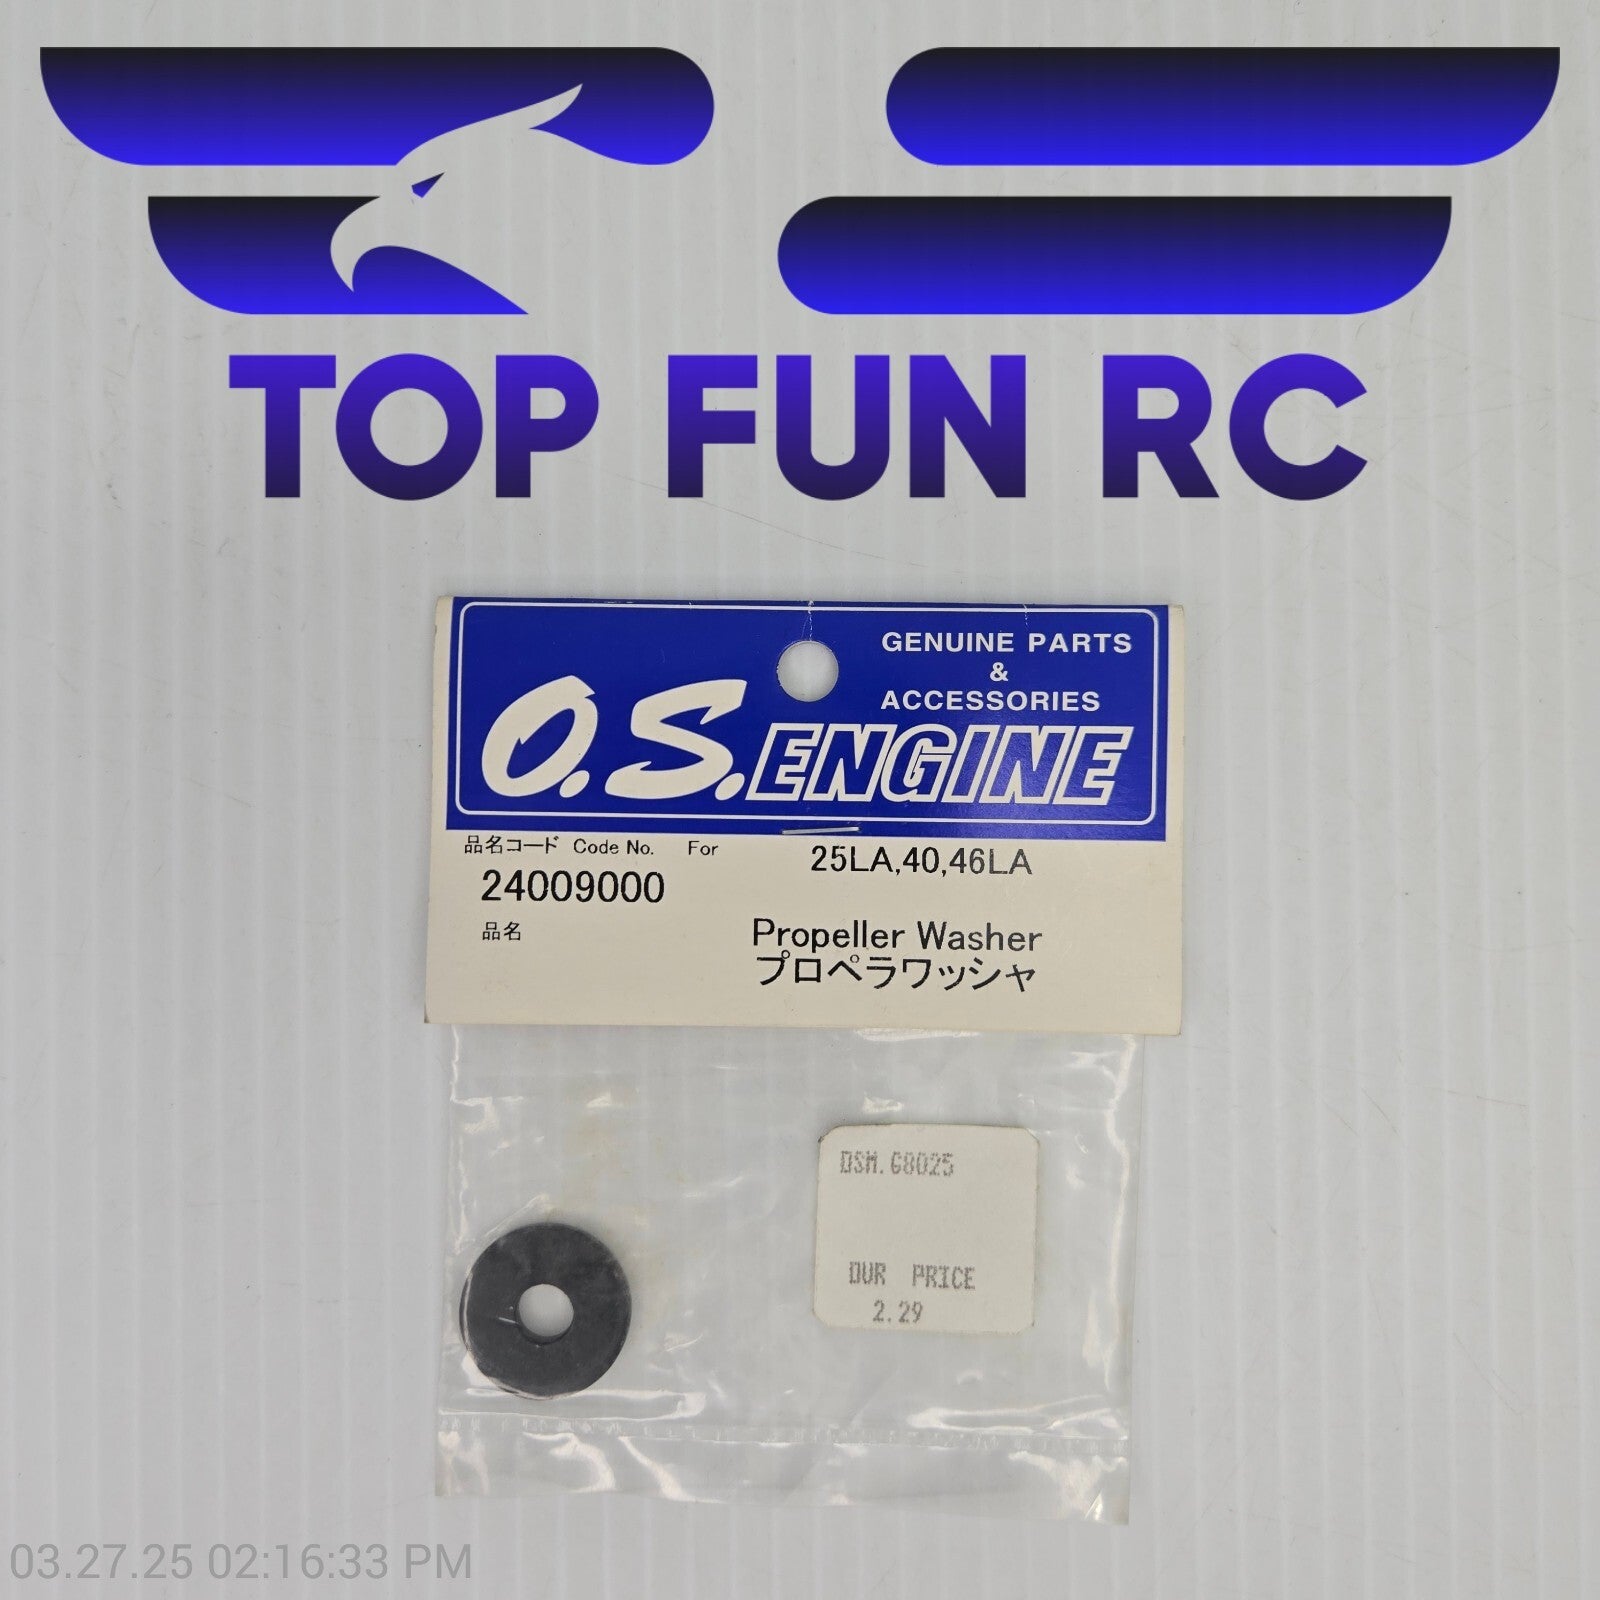 TOP FUN RC
GENUINE PARTS
&
ACCESSORIES
O.S. ENGINE
品名コード Code No. For
25LA,40,46LA
24009000
品名
Propeller Washer
プロペラワッシャ
OSM.G8025
OUR PRICE
2.29
03.27.25 02:16:33 PM